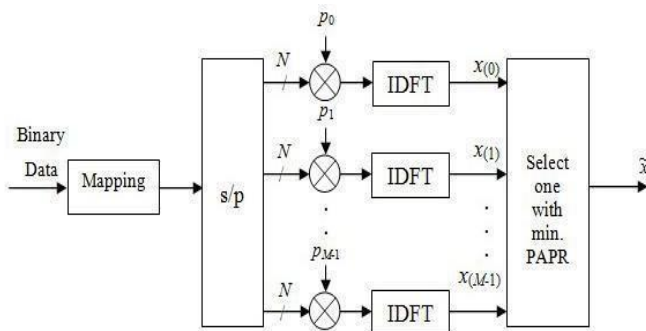 p0
N
IDFT
x(0)
p1
Binary
Data
Mapping
s/p
N
IDFT
x(1)
Select
one
with
min.
PAPR
x̃
pM-1
N
IDFT
x(M-1)